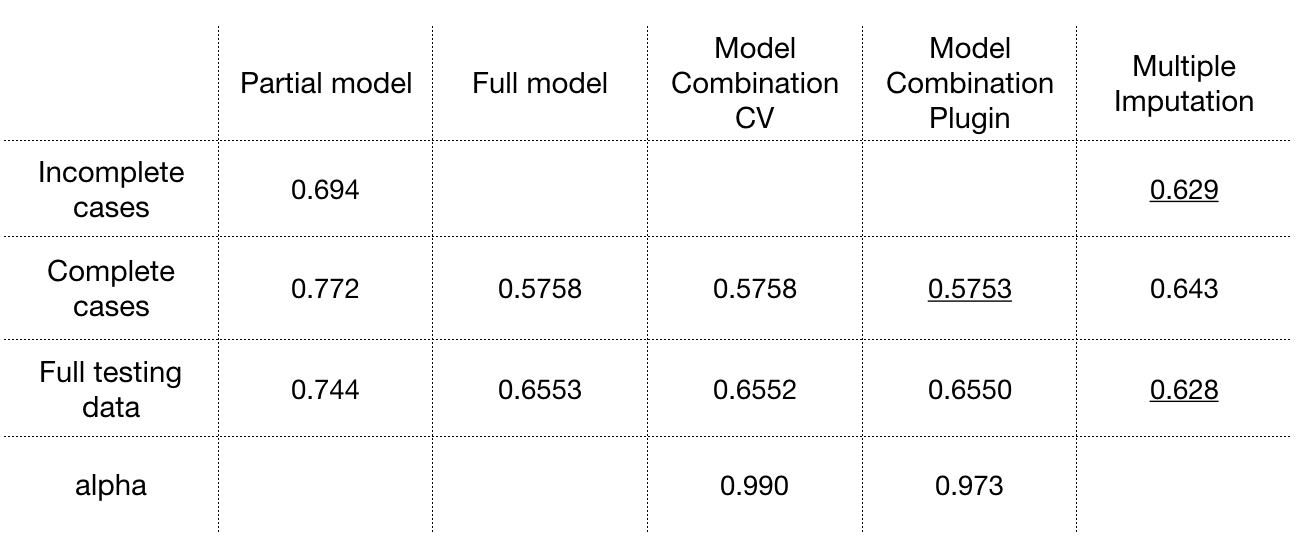 Partial model
Full model
Model
Combination
CV
Model
Combination
Plugin
Multiple
Imputation
Incomplete
cases
0.694
0.629
Complete
cases
0.772
0.5758
0.5758
0.5753
0.643
Full testing
data
0.744
0.6553
0.6552
0.6550
0.628
alpha
0.990
0.973